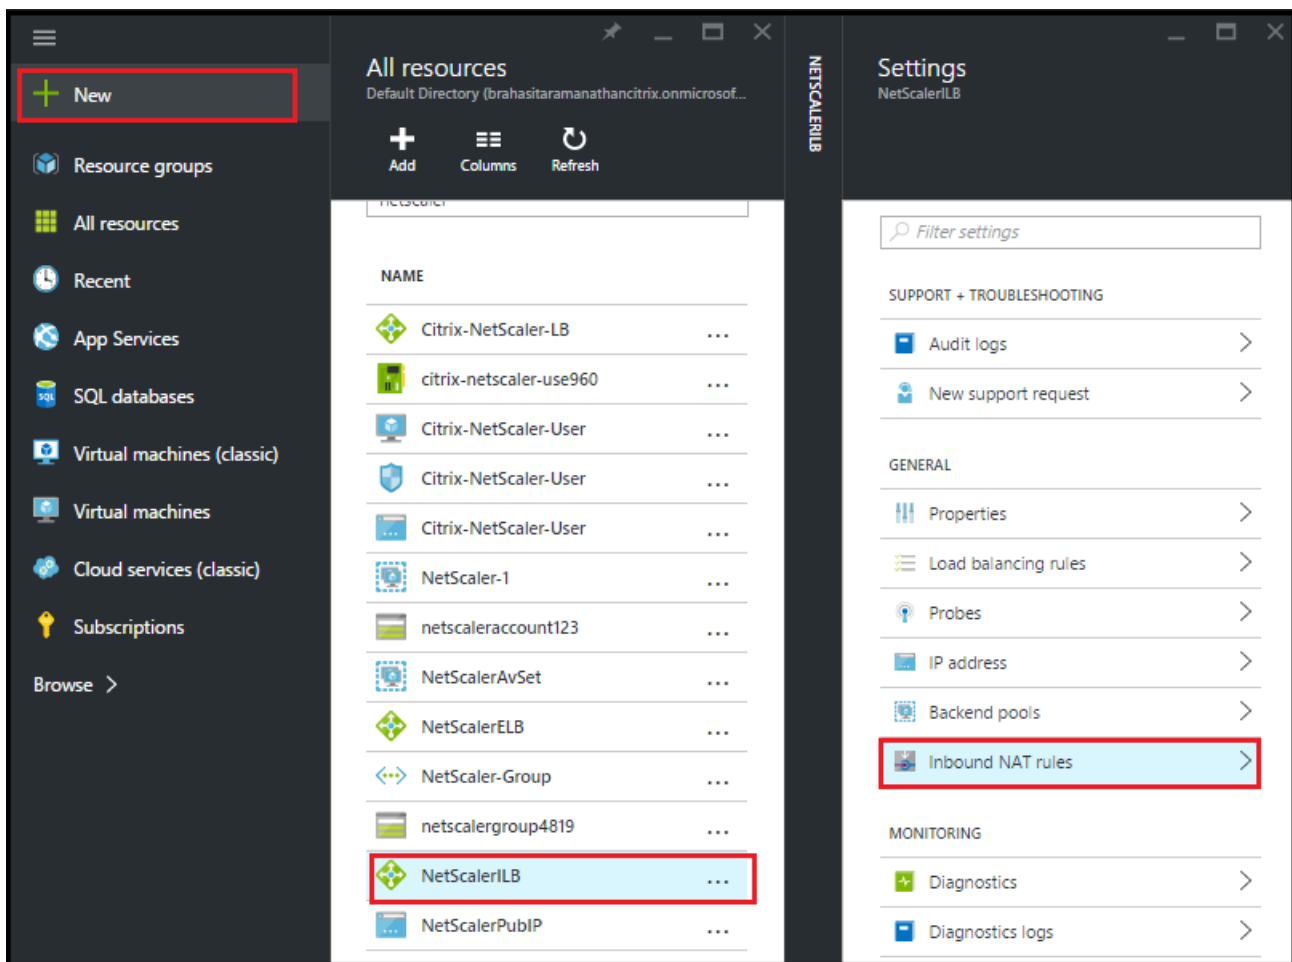 New
Resource groups
All resources
Recent
App Services
SQL databases
Virtual machines (classic)
Virtual machines
Cloud services (classic)
Subscriptions
Browse
All resources
Default Directory (brahasitaramanathancitrix.onmicrosof...
Add Columns Refresh
netscaler
NAME
Citrix-NetScaler-LB ...
citrix-netscaler-use960 ...
Citrix-NetScaler-User ...
Citrix-NetScaler-User ...
Citrix-NetScaler-User ...
NetScaler-1 ...
netscaleraccount123 ...
NetScalerAvSet ...
NetScalerELB ...
NetScaler-Group ...
netscalergroup4819 ...
NetScalerILB ...
NetScalerPubIP ...
NETSCALERILB
Settings
NetScalerILB
Filter settings
SUPPORT + TROUBLESHOOTING
Audit logs
New support request
GENERAL
Properties
Load balancing rules
Probes
IP address
Backend pools
Inbound NAT rules
MONITORING
Diagnostics
Diagnostics logs